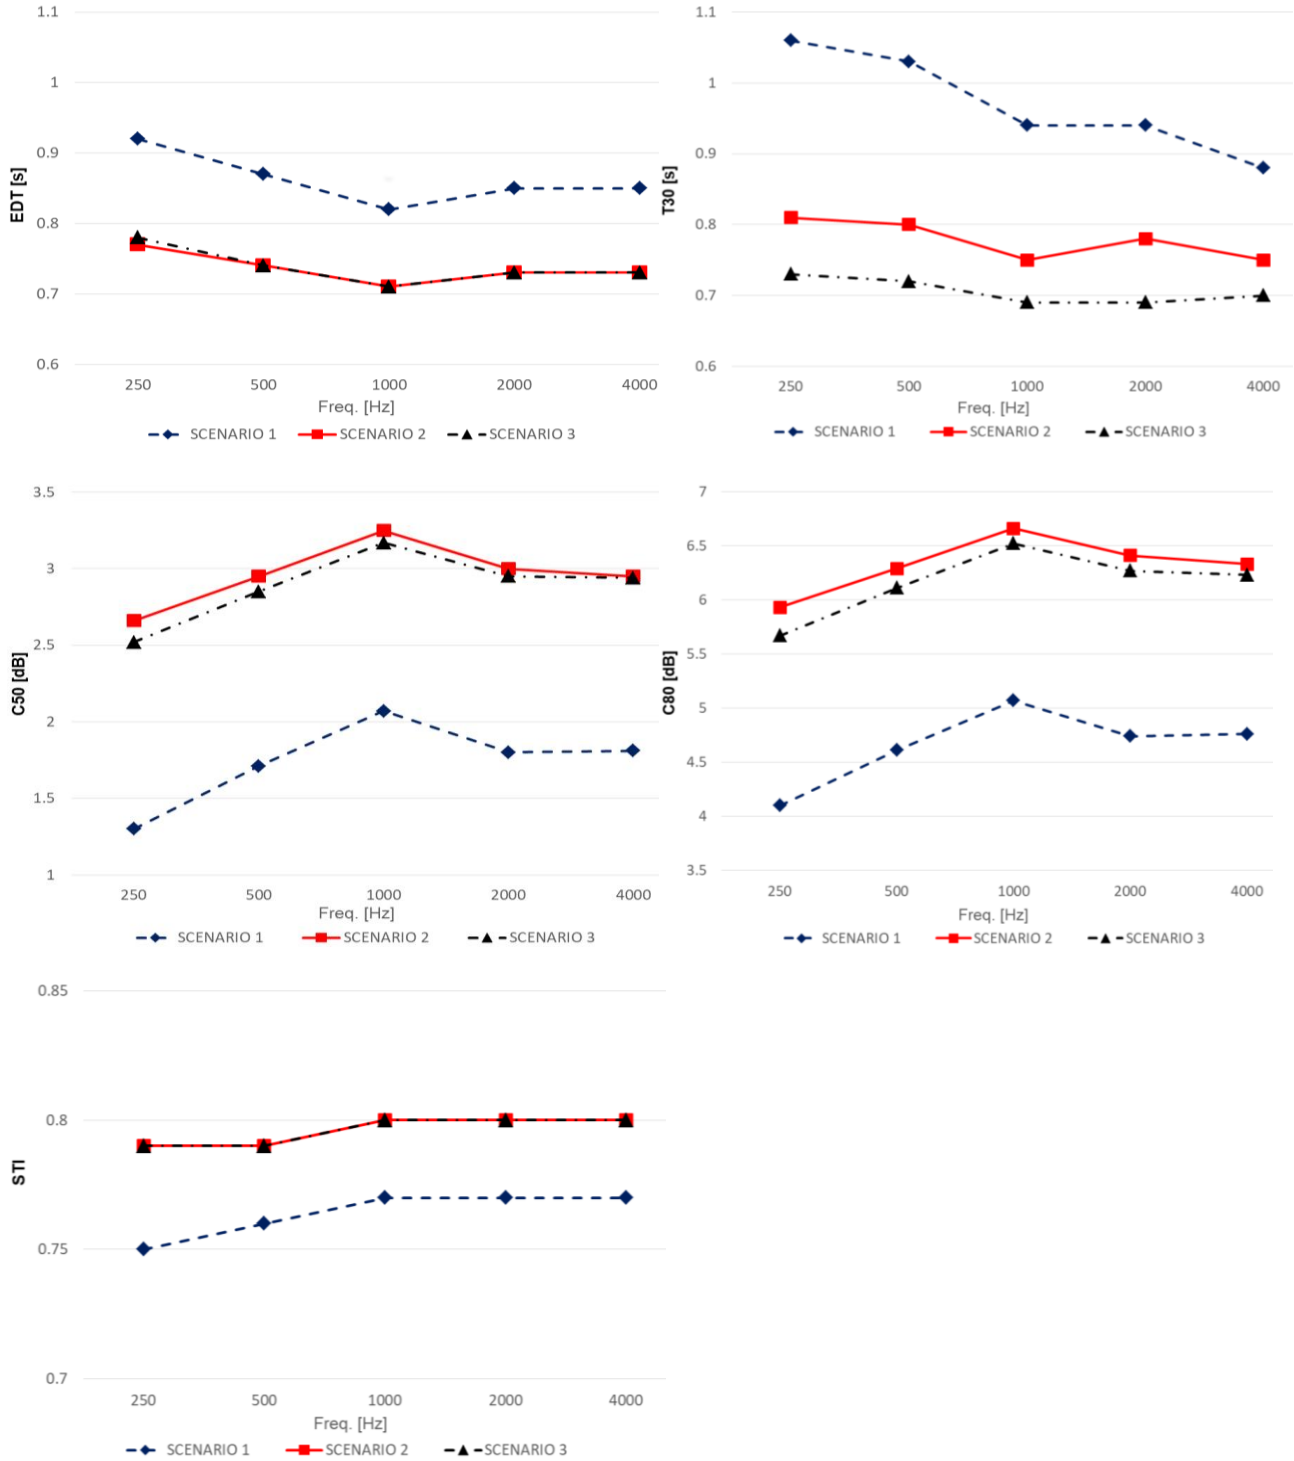 1.1
1
0.9
0.8
0.7
0.6
EDT [s]
250 500 1000 2000 4000
Freq. [Hz]
SCENARIO 1 SCENARIO 2 SCENARIO 3
1.1
1
0.9
0.8
0.7
0.6
T30 [s]
250 500 1000 2000 4000
Freq. [Hz]
SCENARIO 1 SCENARIO 2 SCENARIO 3
3.5
3
2.5
2
1.5
1
C50 [dB]
250 500 1000 2000 4000
Freq. [Hz]
SCENARIO 1 SCENARIO 2 SCENARIO 3
7
6.5
6
5.5
5
4.5
4
3.5
C80 [dB]
250 500 1000 2000 4000
Freq. [Hz]
SCENARIO 1 SCENARIO 2 SCENARIO 3
0.85
0.8
0.75
0.7
STI
250 500 1000 2000 4000
Freq. [Hz]
SCENARIO 1 SCENARIO 2 SCENARIO 3